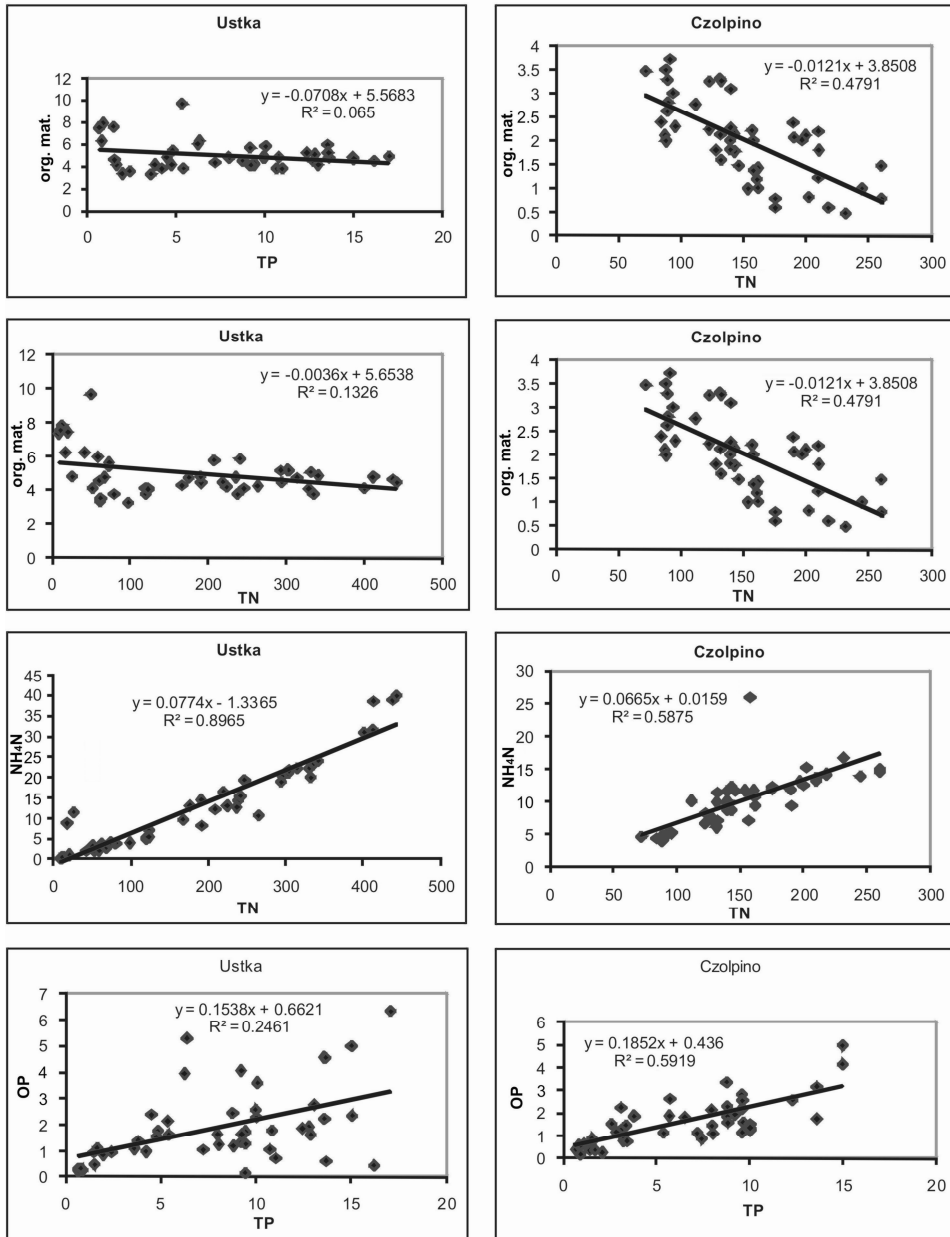 Ustka
12
10
8
6
4
2
0
org. mat.
y = -0.0708x + 5.5683
R² = 0.065
0 5 10 15 20
TP
Czolpino
4
3.5
3
2.5
2
1.5
1
0.5
0
org. mat.
y = -0.0121x + 3.8508
R² = 0.4791
0 50 100 150 200 250 300
TN
Ustka
12
10
8
6
4
2
0
org. mat.
y = -0.0036x + 5.6538
R² = 0.1326
0 100 200 300 400 500
TN
Czolpino
4
3.5
3
2.5
2
1.5
1
0.5
0
org. mat.
y = -0.0121x + 3.8508
R² = 0.4791
0 50 100 150 200 250 300
TN
Ustka
45
40
35
30
25
20
15
10
5
0
NH₄N
y = 0.0774x - 1.3365
R² = 0.8965
0 100 200 300 400 500
TN
Czolpino
30
25
20
15
10
5
0
NH₄N
y = 0.0665x + 0.0159
R² = 0.5875
0 50 100 150 200 250 300
TN
Ustka
7
6
5
4
3
2
1
0
OP
y = 0.1538x + 0.6621
R² = 0.2461
0 5 10 15 20
TP
Czolpino
6
5
4
3
2
1
0
OP
y = 0.1852x + 0.436
R² = 0.5919
0 5 10 15 20
TP